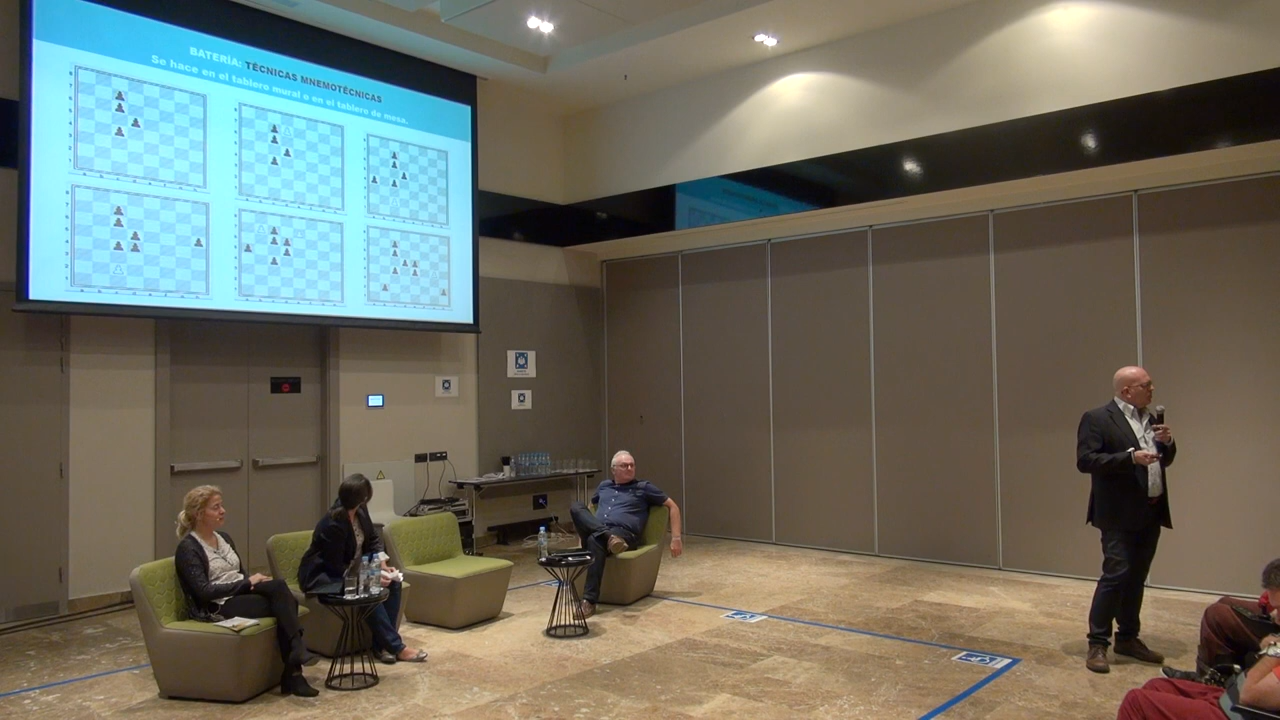 BATERÍA: TÉCNICAS MNEMOTÉCNICAS
Se hace en el tablero mural o en el tablero de mesa.